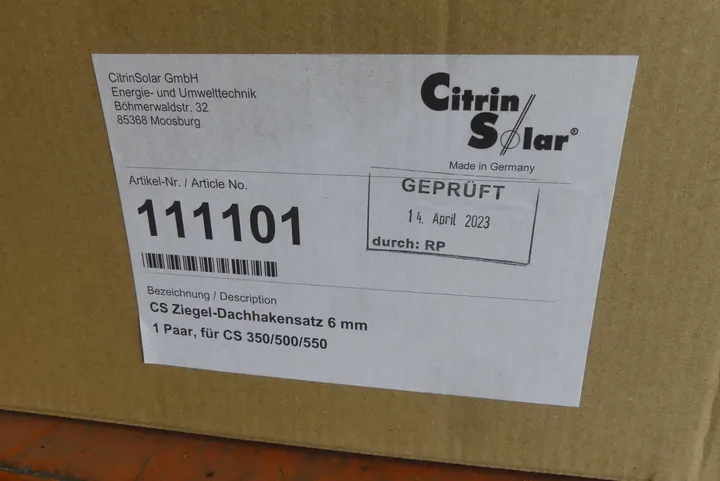 CitrinSolar GmbH
Energie- und Umwelttechnik
Böhmerwaldstr. 32
85368 Moosburg
Citrin
Solar®
Made in Germany
Artikel-Nr. / Article No.
111101
GEPRÜFT
14. April 2023
durch: RP
Bezeichnung / Description
CS Ziegel-Dachhakensatz 6 mm
1 Paar, für CS 350/500/550